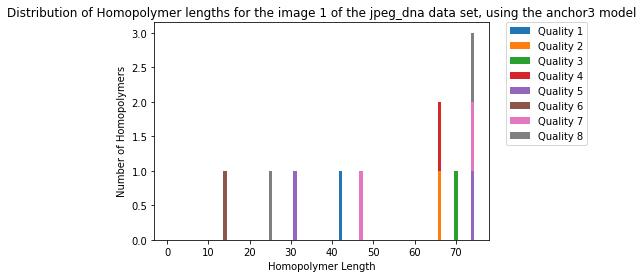 Distribution of Homopolymer lengths for the image 1 of the jpeg_dna data set, using the anchor3 model
3.0
2.5
2.0
1.5
1.0
0.5
0.0
Number of Homopolymers
0 10 20 30 40 50 60 70
Homopolymer Length
Quality 1
Quality 2
Quality 3
Quality 4
Quality 5
Quality 6
Quality 7
Quality 8